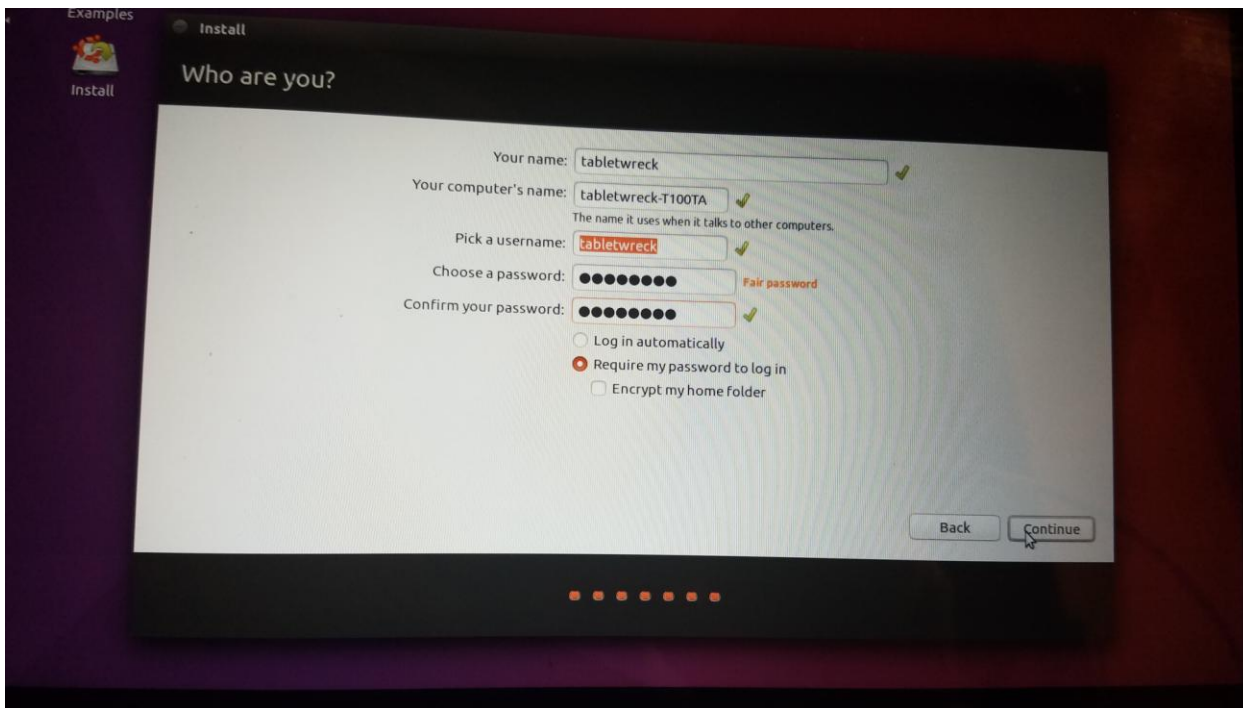 Examples
Install
Install
Who are you?
Your name: tabletwreck
Your computer's name: tabletwreck-T100TA
The name it uses when it talks to other computers.
Pick a username: tabletwreck
Choose a password: ●●●●●●●● Fair password
Confirm your password: ●●●●●●●●
Log in automatically
Require my password to log in
Encrypt my home folder
Back Continue